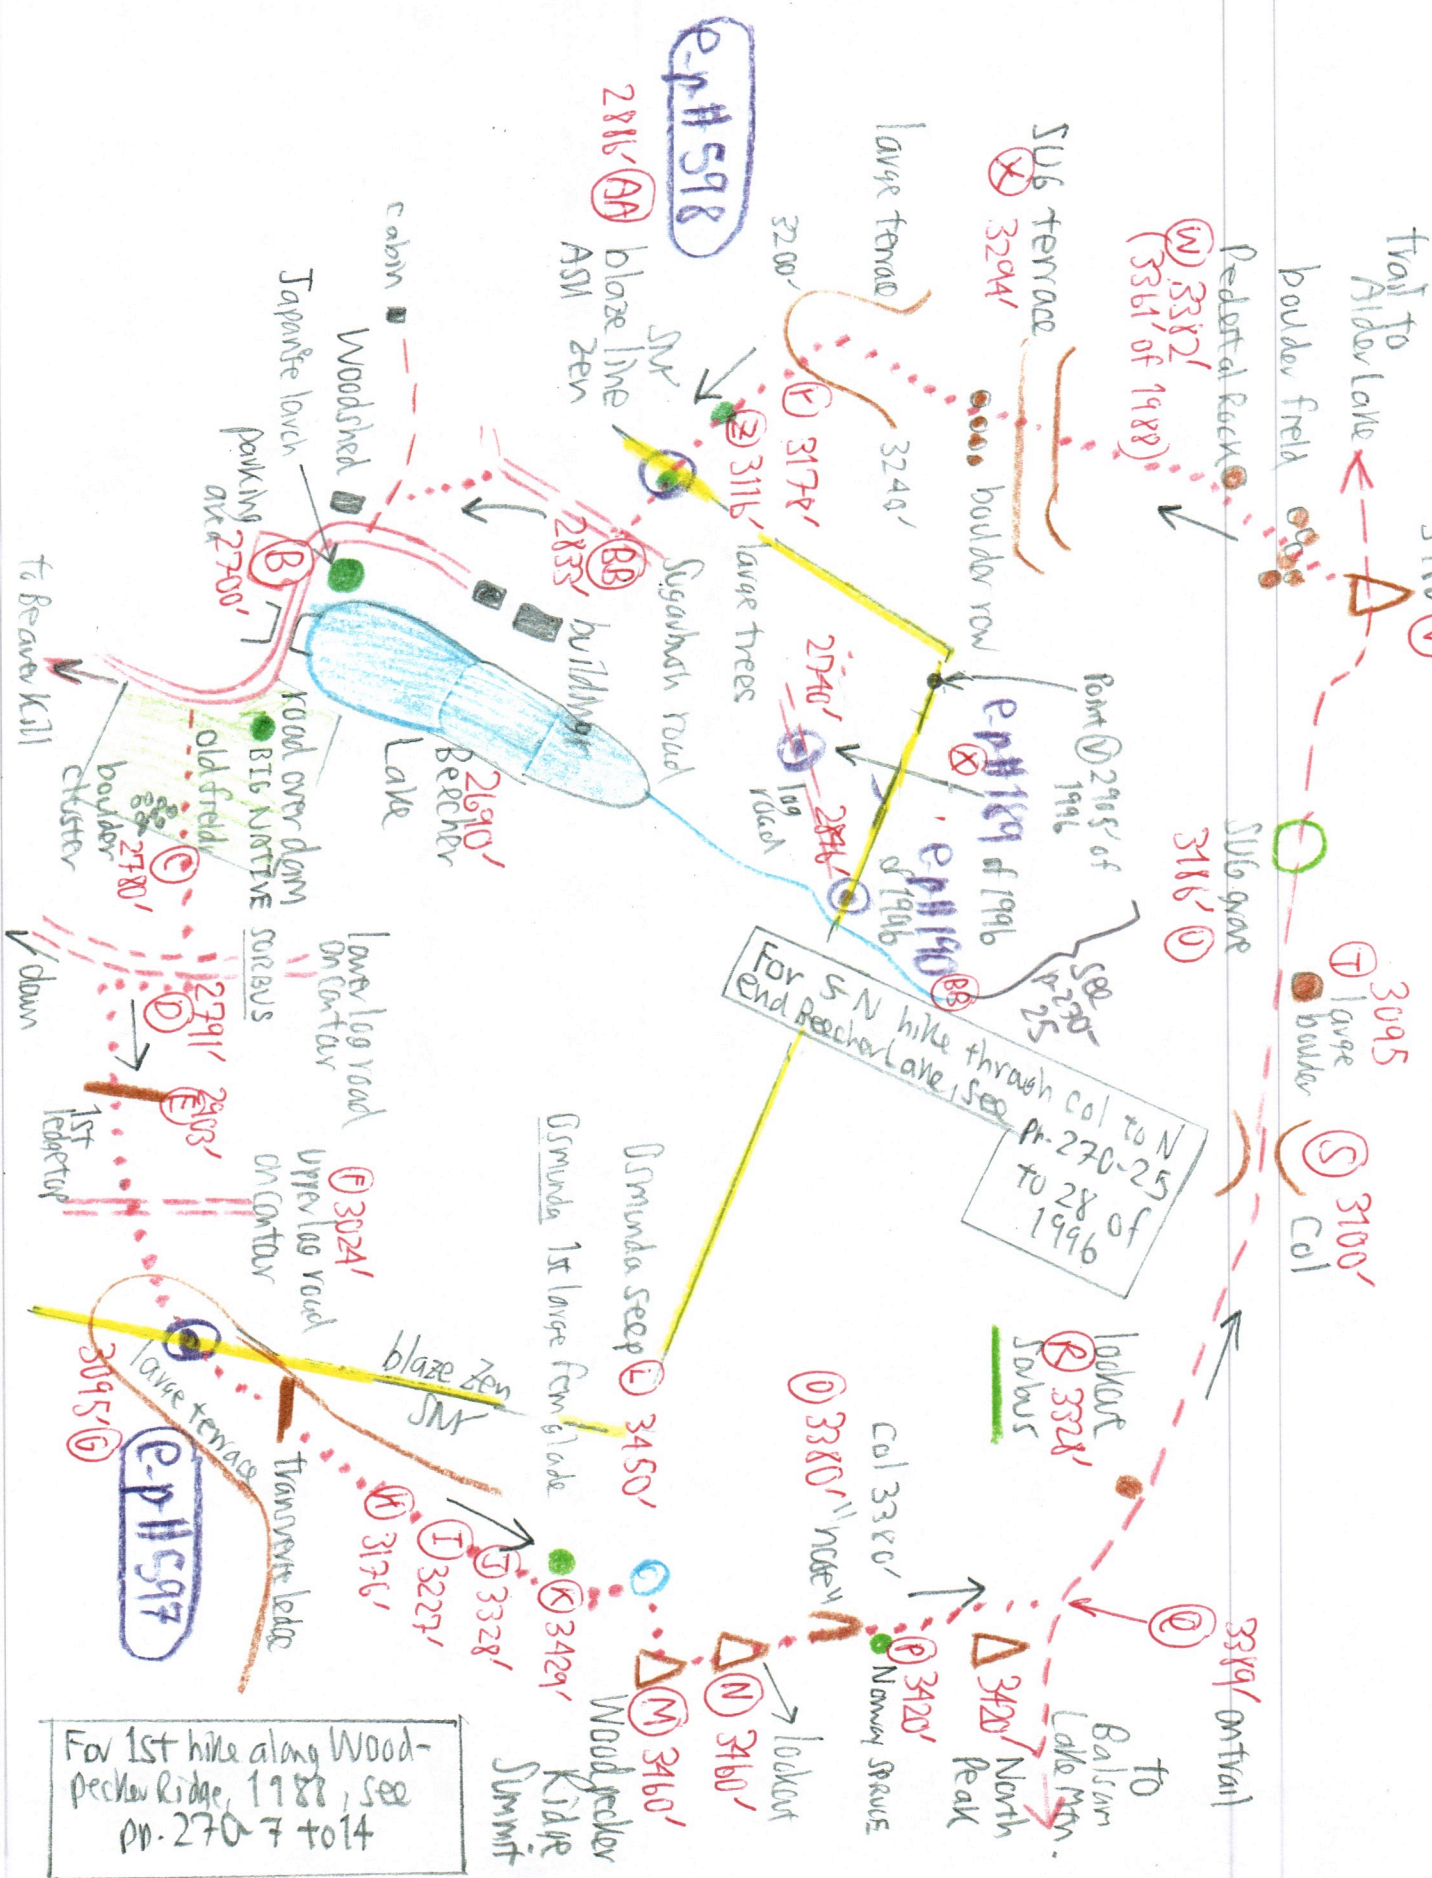 trail to
Alder Lake
boulder field
Pedestal Rock
W 3382'
(3361' of 1988)
SUG terrace
X 3294'
boulder row
large terrace
3200'
3240'
Y 3178'
Z 3116'
large trees
e-p# 598
2886' AA blaze line
ASH zen
SNY
BB
2833'
Sugarbush road
buildings
cabin
Woodshed
Japanese larch
parking
area
B
2700'
to Beaver Kill
road over dam
BIG NATIVE
SORBUS
old field
boulder
cluster
C
2780'
2690'
Beecher
Lake
Point V 2905' of
1996
e-p# 189 of 1996
X
e-p# 190
of 1996
2740'
log
road
BB
see
p. 270-
25
For S-N hike through col to N
end Beecher Lake, see
pp. 270-25
to 28 of
1996
SUG grove
3186' U
T 3095
large
boulder
S 3100'
Col
lookout
R 3328'
Sorbus
Q 3389' on trail
to
Balsam
Lake Mtn.
3420' North
Peak
P 3420'
Norway SPRUCE
Col 3380'
O 3380' "nose"
lookout
N 3460'
M 3460'
Woodpecker
Ridge
Summit
Osmunda seep L 3450'
Osmunda 1st large fern glade
K 3429'
J 3328'
I 3227'
H 3176'
blaze zen
SNY
transverse ledge
large terrace
3095' G
e-p# 597
F 3024'
upper log road
on contour
Lower log road
on contour
D 2791'
down
E 2903'
1st
ledgetop
For 1st hike along Wood-
pecker Ridge, 1988, see
pp. 270-7 to 14